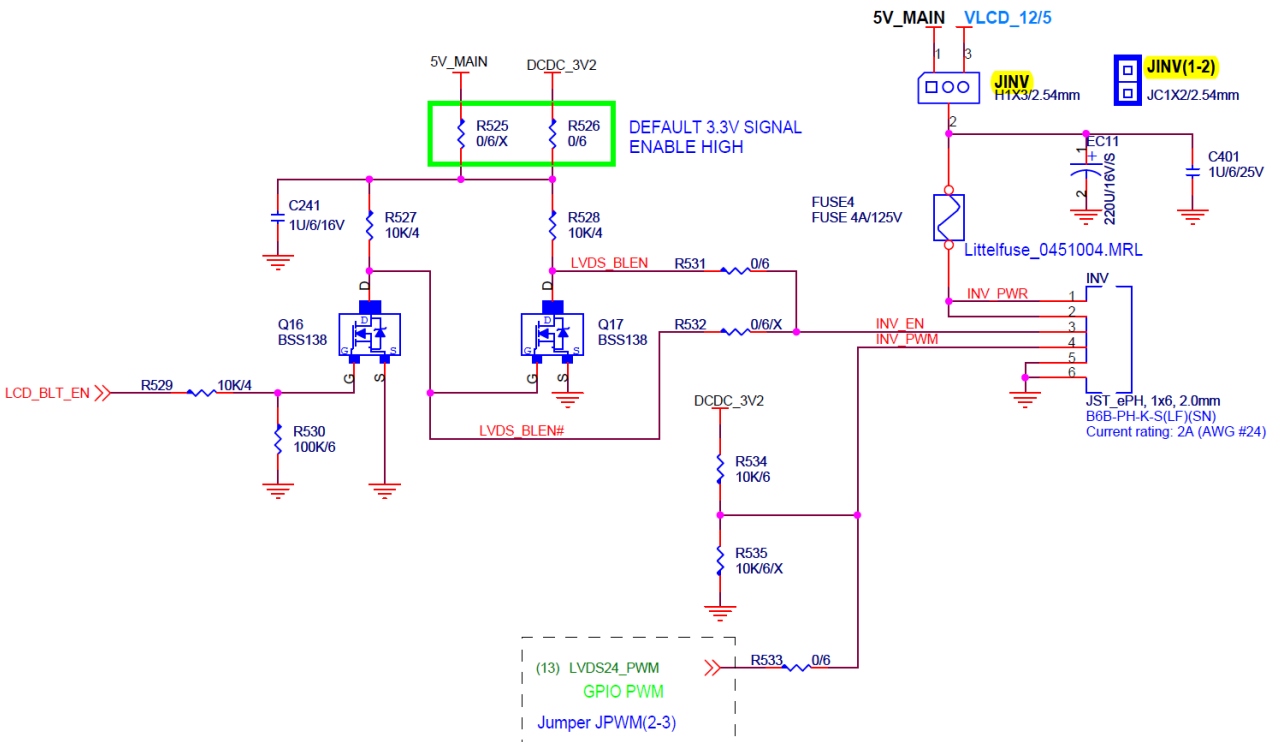 5V_MAIN VLCD_12/5
1 3
JINV
H1X3/2.54mm
2
JINV(1-2)
JC1X2/2.54mm
5V_MAIN
DCDC_3V2
R525
0/6/X
R526
0/6
DEFAULT 3.3V SIGNAL
ENABLE HIGH
C241
1U/6/16V
R527
10K/4
R528
10K/4
FUSE4
FUSE 4A/125V
Littelfuse_0451004.MRL
1
+
2
EC11
220U/16V/S
C401
1U/6/25V
LVDS_BLEN
R531
0/6
R532
0/6/X
D
D
G
S
Q16
BSS138
G
S
D
D
G
S
Q17
BSS138
G
S
LCD_BLT_EN
R529
10K/4
R530
100K/6
LVDS_BLEN#
INV_PWR
INV_EN
INV_PWM
INV
1
2
3
4
5
6
JST_ePH, 1x6, 2.0mm
B6B-PH-K-S(LF)(SN)
Current rating: 2A (AWG #24)
DCDC_3V2
R534
10K/6
R535
10K/6/X
(13) LVDS24_PWM
GPIO PWM
Jumper JPWM(2-3)
R533
0/6